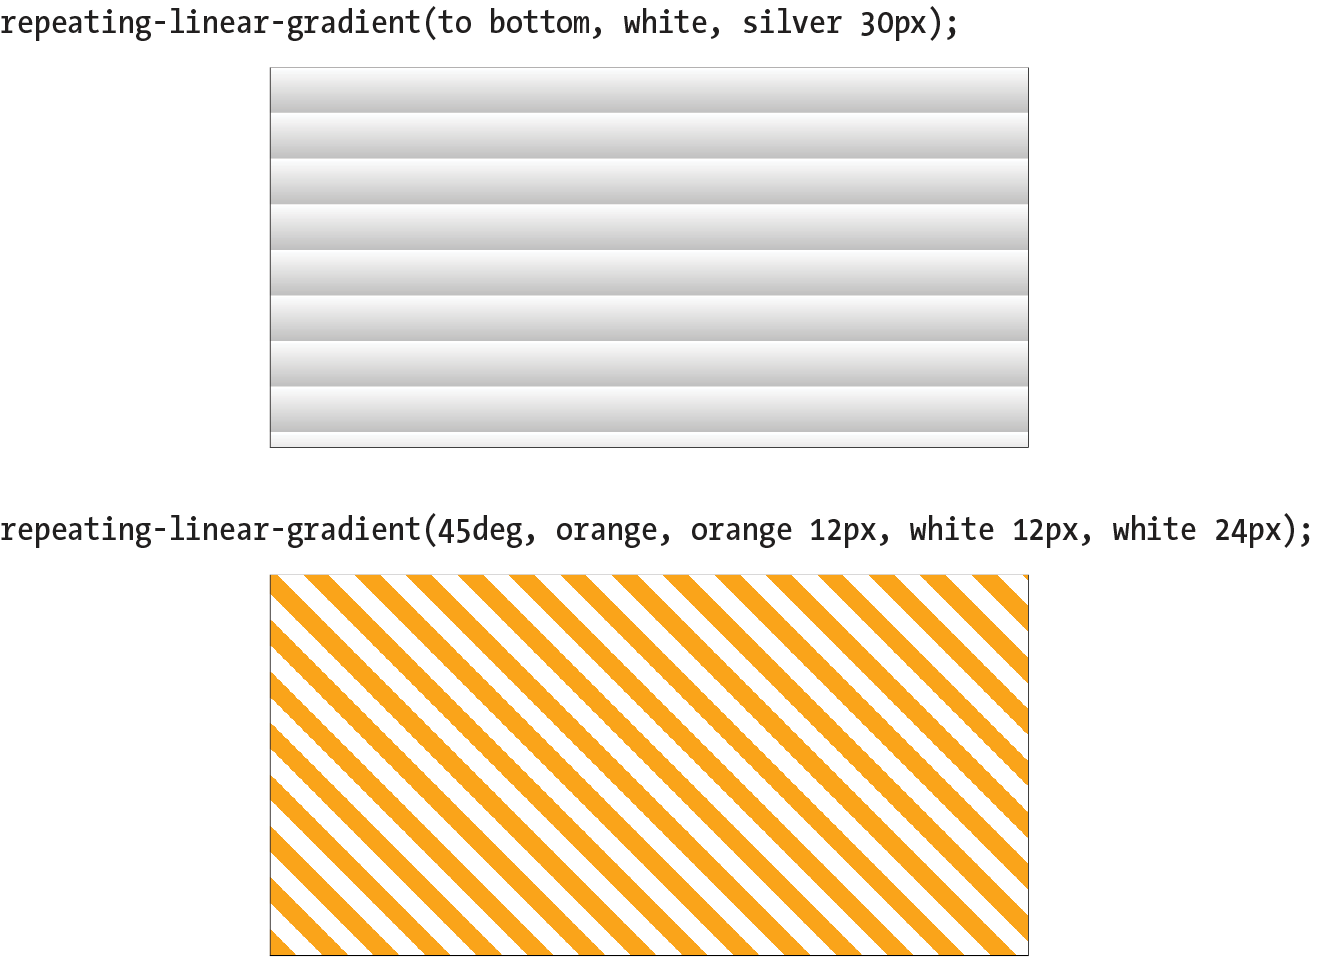 repeating-linear-gradient(to bottom, white, silver 30px);
repeating-linear-gradient(45deg, orange, orange 12px, white 12px, white 24px);